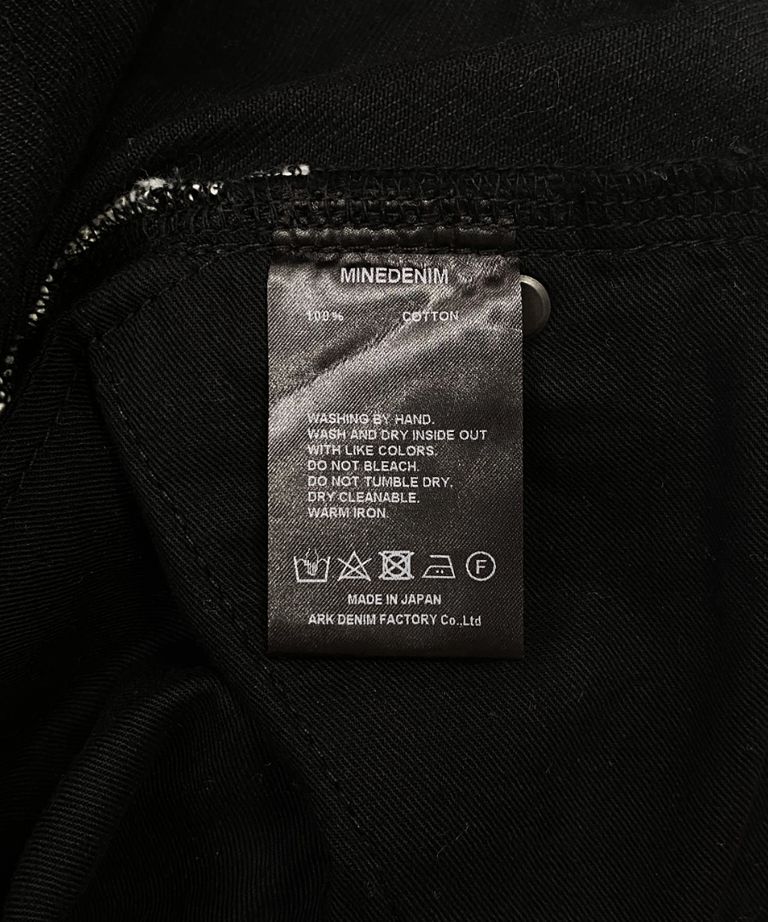 MINEDENIM
100% COTTON
WASHING BY HAND.
WASH AND DRY INSIDE OUT
WITH LIKE COLORS.
DO NOT BLEACH.
DO NOT TUMBLE DRY.
DRY CLEANABLE.
WARM IRON.
F
MADE IN JAPAN
ARK DENIM FACTORY Co.,Ltd